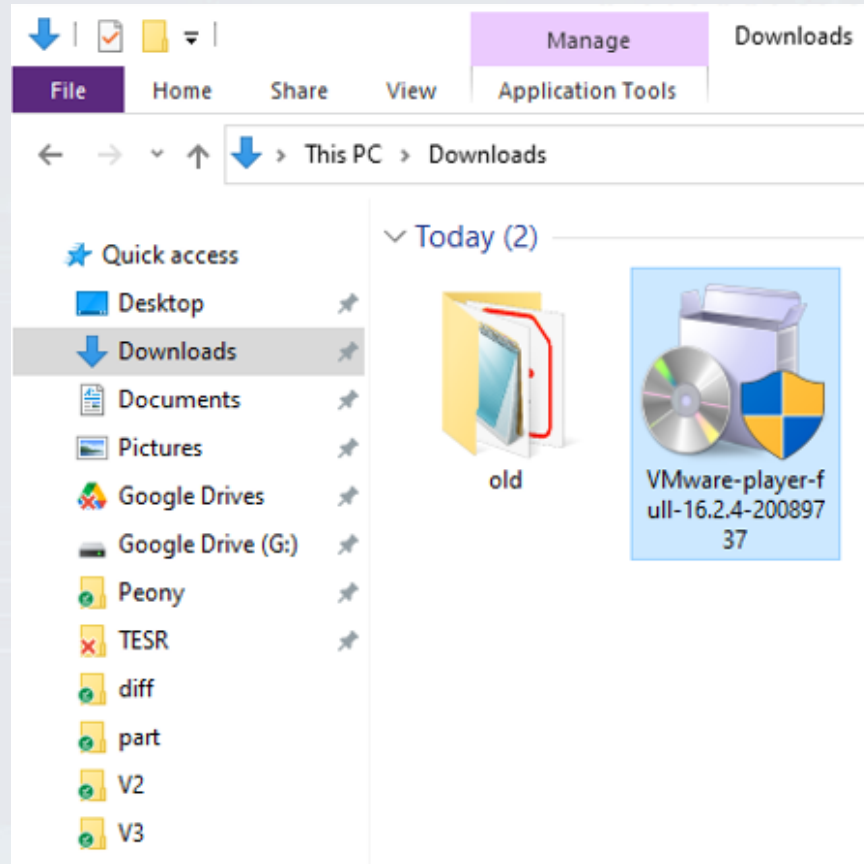 Manage Downloads
File Home Share View Application Tools
This PC Downloads
Quick access
Desktop
Downloads
Documents
Pictures
Google Drives
Google Drive (G:)
Peony
TESR
diff
part
V2
V3
Today (2)
old
VMware-player-f
ull-16.2.4-200897
37